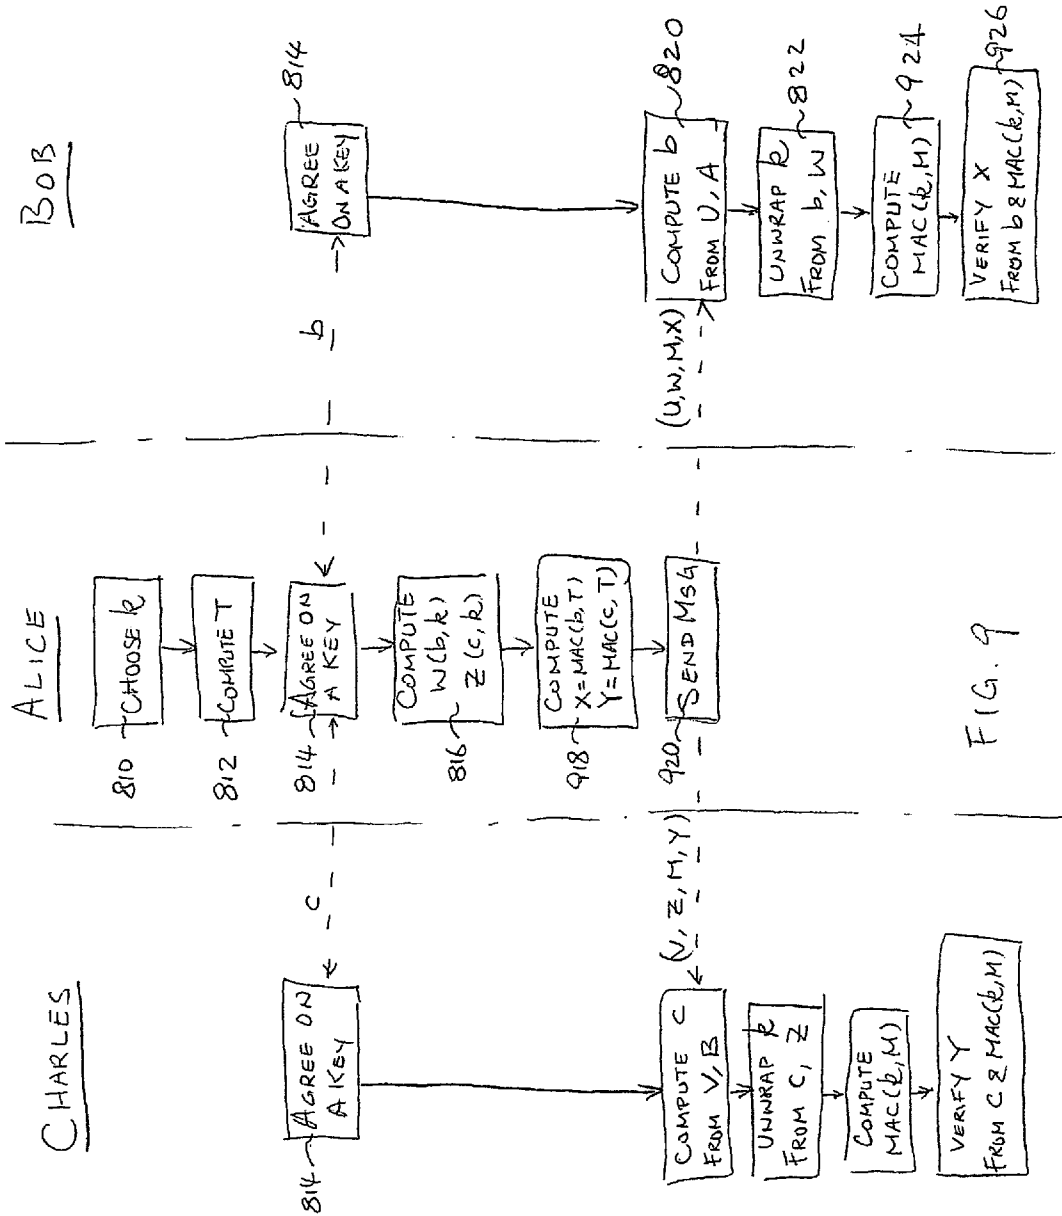 CHARLES
ALICE
BOB
810
CHOOSE k
812
COMPUTE T
814
AGREE ON
A KEY
c
814
AGREE ON
A KEY
b
AGREE
ON A KEY
814
816
COMPUTE
W(b,k)
Z(c,k)
918
COMPUTE
X=MAC(b,T)
Y=MAC(c,T)
920
SEND MSG
(V, Z, M, Y)
(U,W,M,X)
COMPUTE C
FROM V, B
UNWRAP k
FROM C, Z
COMPUTE
MAC(k,M)
VERIFY Y
FROM C & MAC(k,M)
COMPUTE b
FROM U, A
820
UNWRAP k
FROM b, W
822
COMPUTE
MAC(k,M)
924
VERIFY X
FROM b & MAC(k,M)
926
FIG. 9